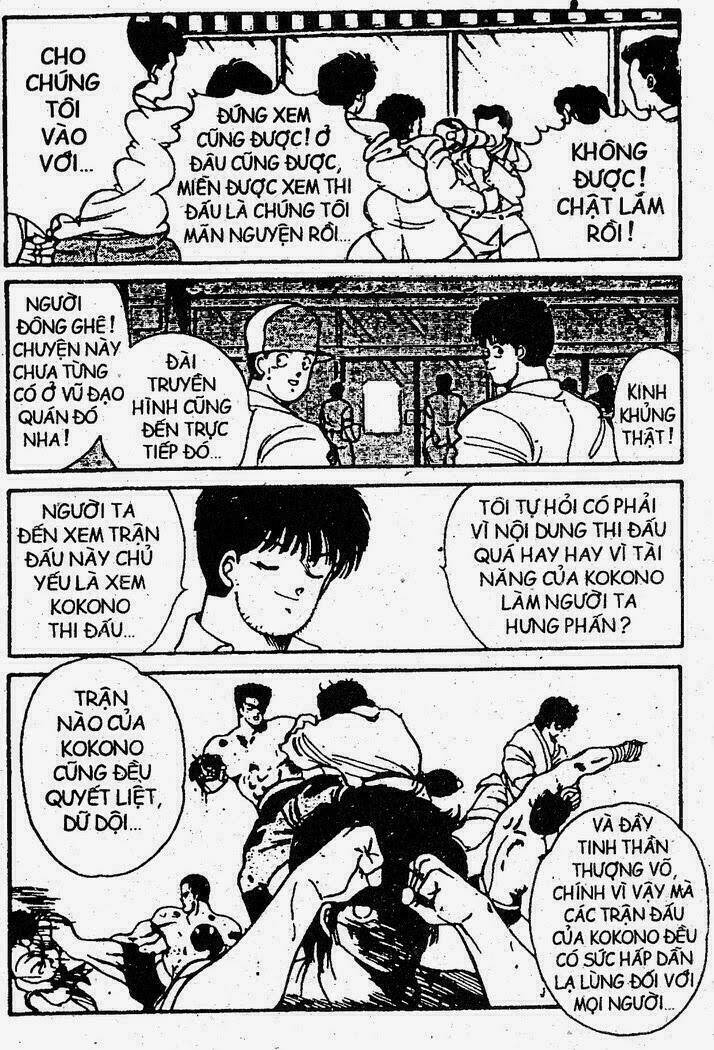 CHO
CHÚNG
TÔI
VÀO
VỚI...
ĐỨNG XEM
CŨNG ĐƯỢC! Ở
ĐÂU CŨNG ĐƯỢC,
MIỄN ĐƯỢC XEM THI
ĐẤU LÀ CHÚNG TÔI
MÃN NGUYỆN RỒI...
KHÔNG
ĐƯỢC!
CHẬT LẮM
RỒI!
NGƯỜI
ĐÔNG GHÊ!
CHUYỆN NÀY
CHƯA TỪNG
CÓ Ở VŨ ĐẠO
QUÁN ĐÓ
NHA!
ĐÀI
TRUYỀN
HÌNH CŨNG
ĐẾN TRỰC
TIẾP ĐÓ...
KINH
KHỦNG
THẬT!
NGƯỜI TA
ĐẾN XEM TRẬN
ĐẤU NÀY CHỦ
YẾU LÀ XEM
KOKONO
THI ĐẤU...
TÔI TỰ HỎI CÓ PHẢI
VÌ NỘI DUNG THI ĐẤU
QUÁ HAY HAY VÌ TÀI
NĂNG CỦA KOKONO
LÀM NGƯỜI TA
HƯNG PHẤN?
TRẬN
NÀO CỦA
KOKONO
CŨNG ĐỀU
QUYẾT LIỆT,
DỮ DỘI...
VÀ ĐẦY
TINH THẦN
THƯỢNG VÕ,
CHÍNH VÌ VẬY MÀ
CÁC TRẬN ĐẤU
CỦA KOKONO ĐỀU
CÓ SỨC HẤP DẪN
LẠ LÙNG ĐỐI VỚI
MỌI NGƯỜI...